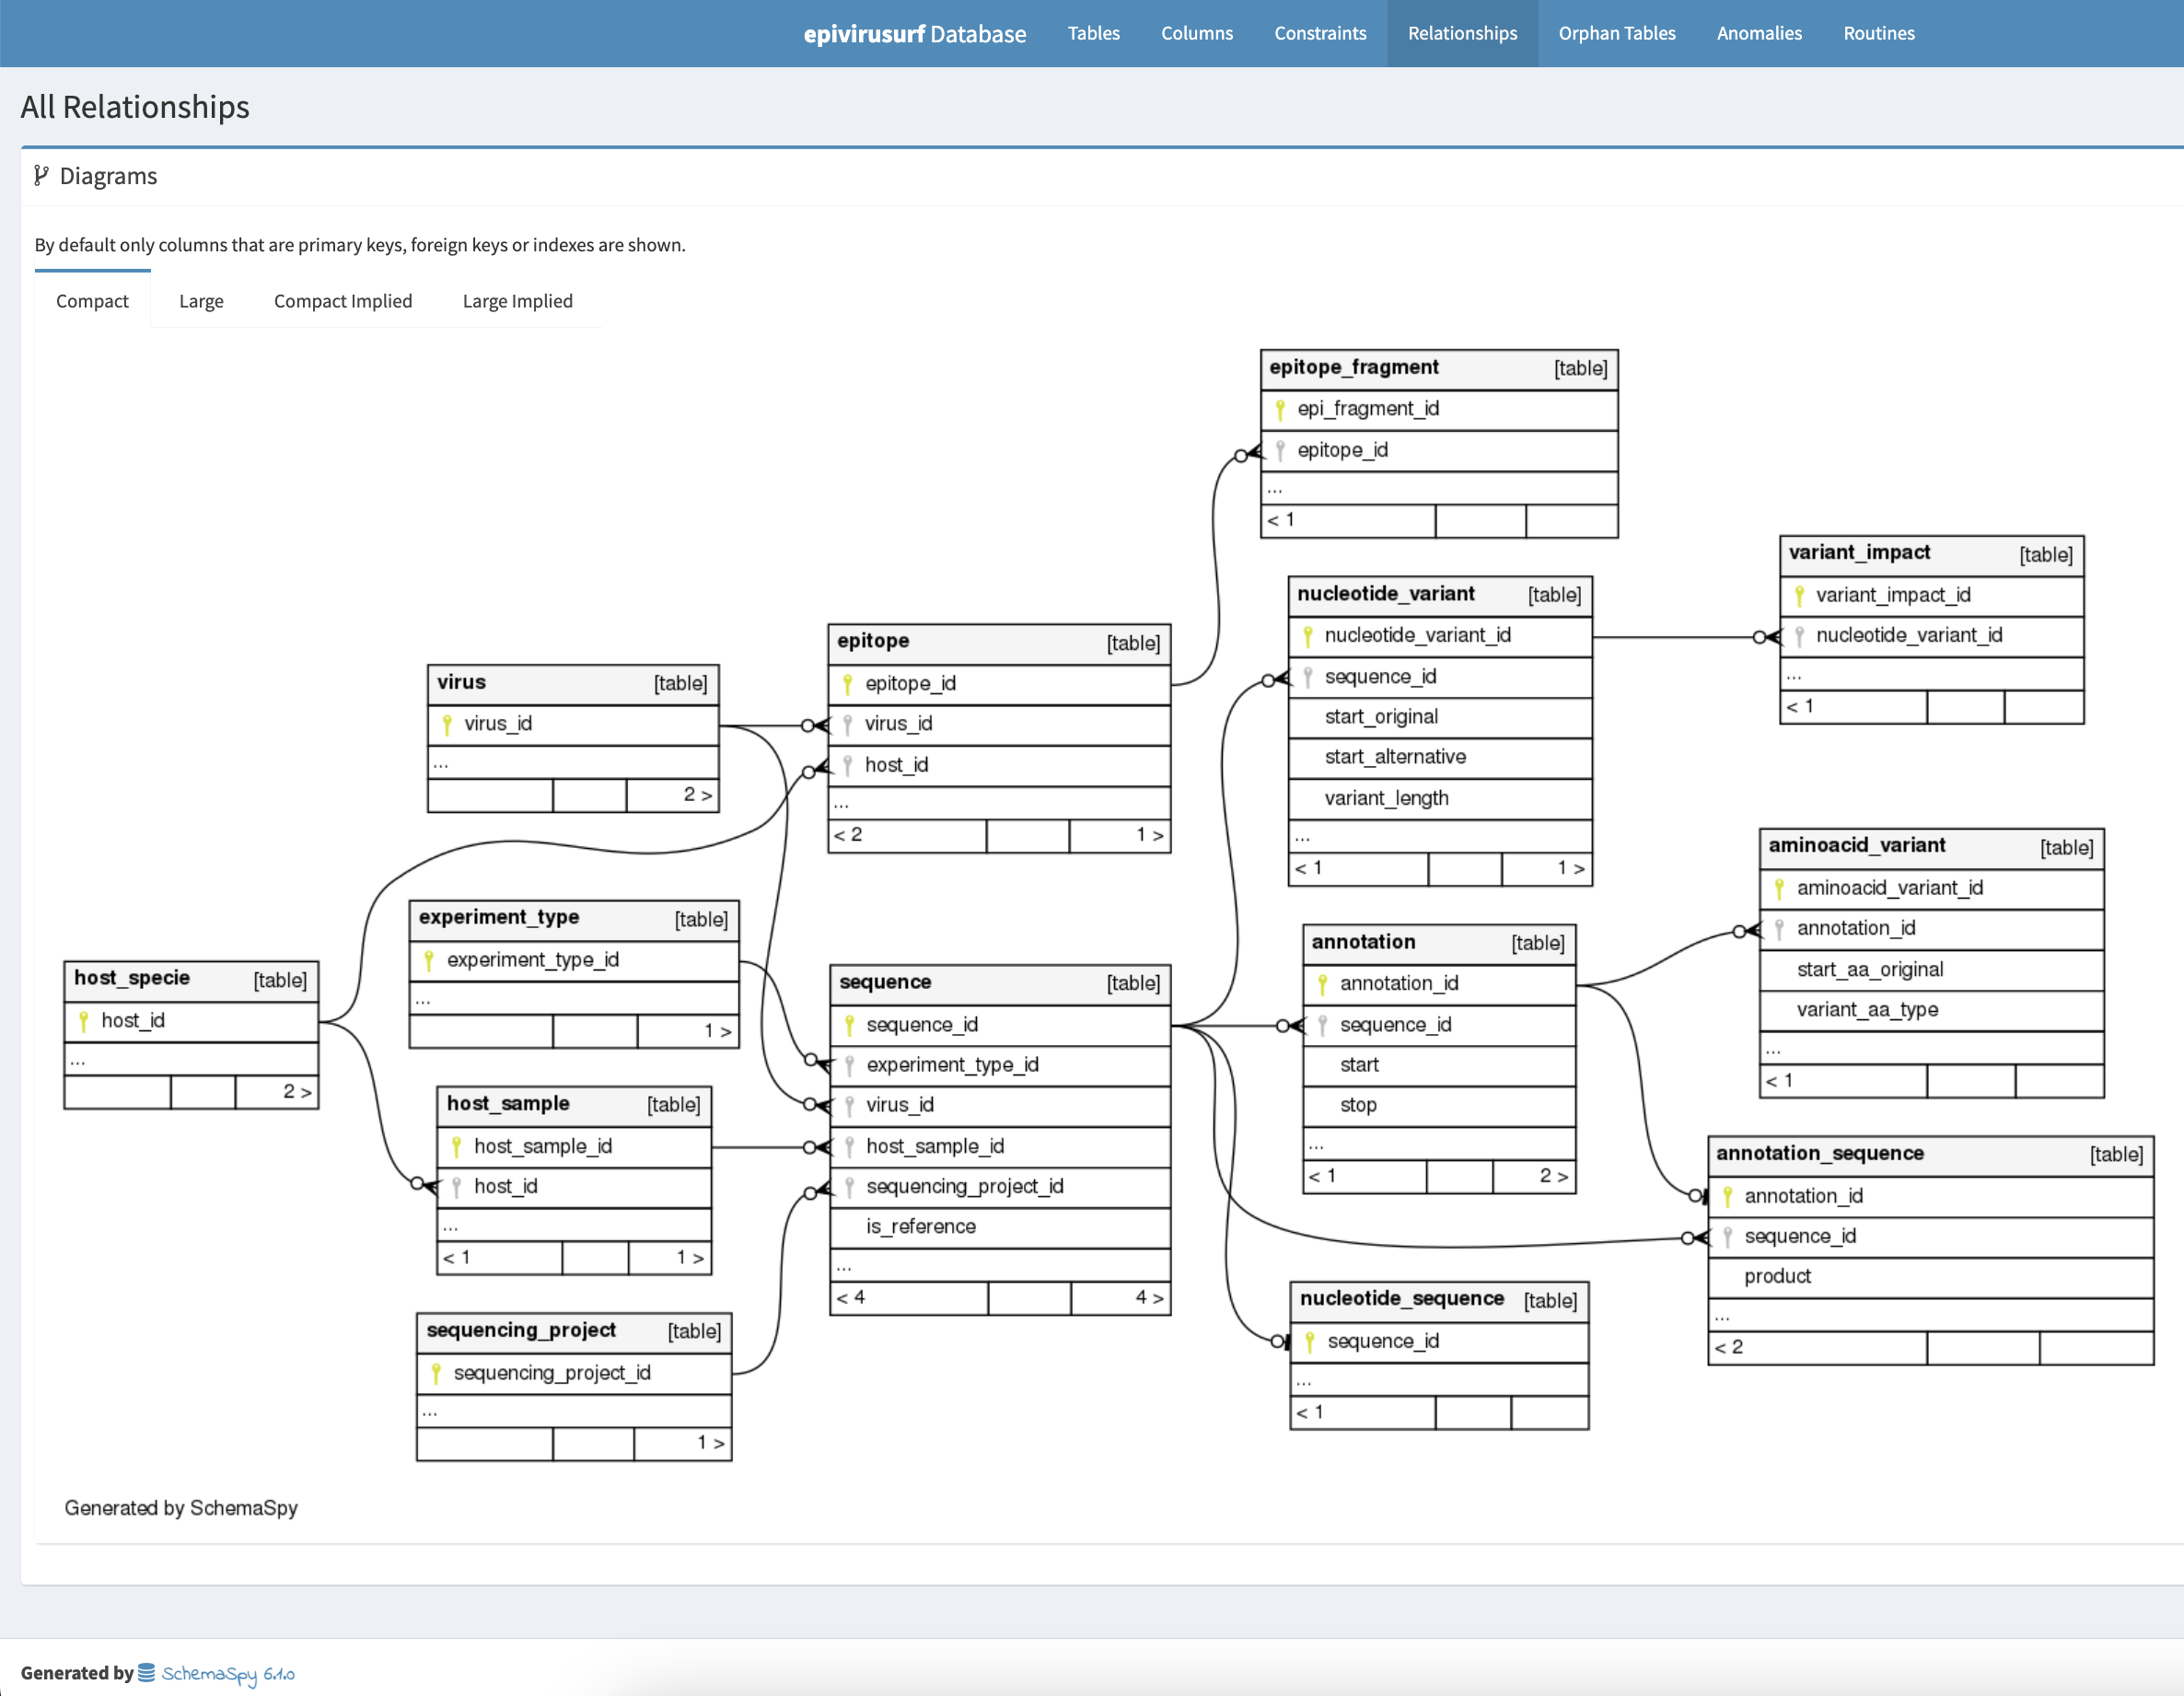 epivirusurf Database Tables Columns Constraints Relationships Orphan Tables Anomalies Routines
All Relationships
Diagrams
By default only columns that are primary keys, foreign keys or indexes are shown.
Compact Large Compact Implied Large Implied
epitope_fragment [table]
epi_fragment_id
epitope_id
...
< 1
variant_impact [table]
variant_impact_id
nucleotide_variant_id
...
< 1
nucleotide_variant [table]
nucleotide_variant_id
sequence_id
start_original
start_alternative
variant_length
...
< 1 1 >
epitope [table]
epitope_id
virus_id
host_id
...
< 2 1 >
virus [table]
virus_id
...
2 >
aminoacid_variant [table]
aminoacid_variant_id
annotation_id
start_aa_original
variant_aa_type
...
< 1
experiment_type [table]
experiment_type_id
...
1 >
annotation [table]
annotation_id
sequence_id
start
stop
...
< 1 2 >
host_specie [table]
host_id
...
2 >
sequence [table]
sequence_id
experiment_type_id
virus_id
host_sample_id
sequencing_project_id
is_reference
...
< 4 4 >
host_sample [table]
host_sample_id
host_id
...
< 1 1 >
annotation_sequence [table]
annotation_id
sequence_id
product
...
< 2
nucleotide_sequence [table]
sequence_id
...
< 1
sequencing_project [table]
sequencing_project_id
...
1 >
Generated by SchemaSpy
Generated by SchemaSpy 6.1.0